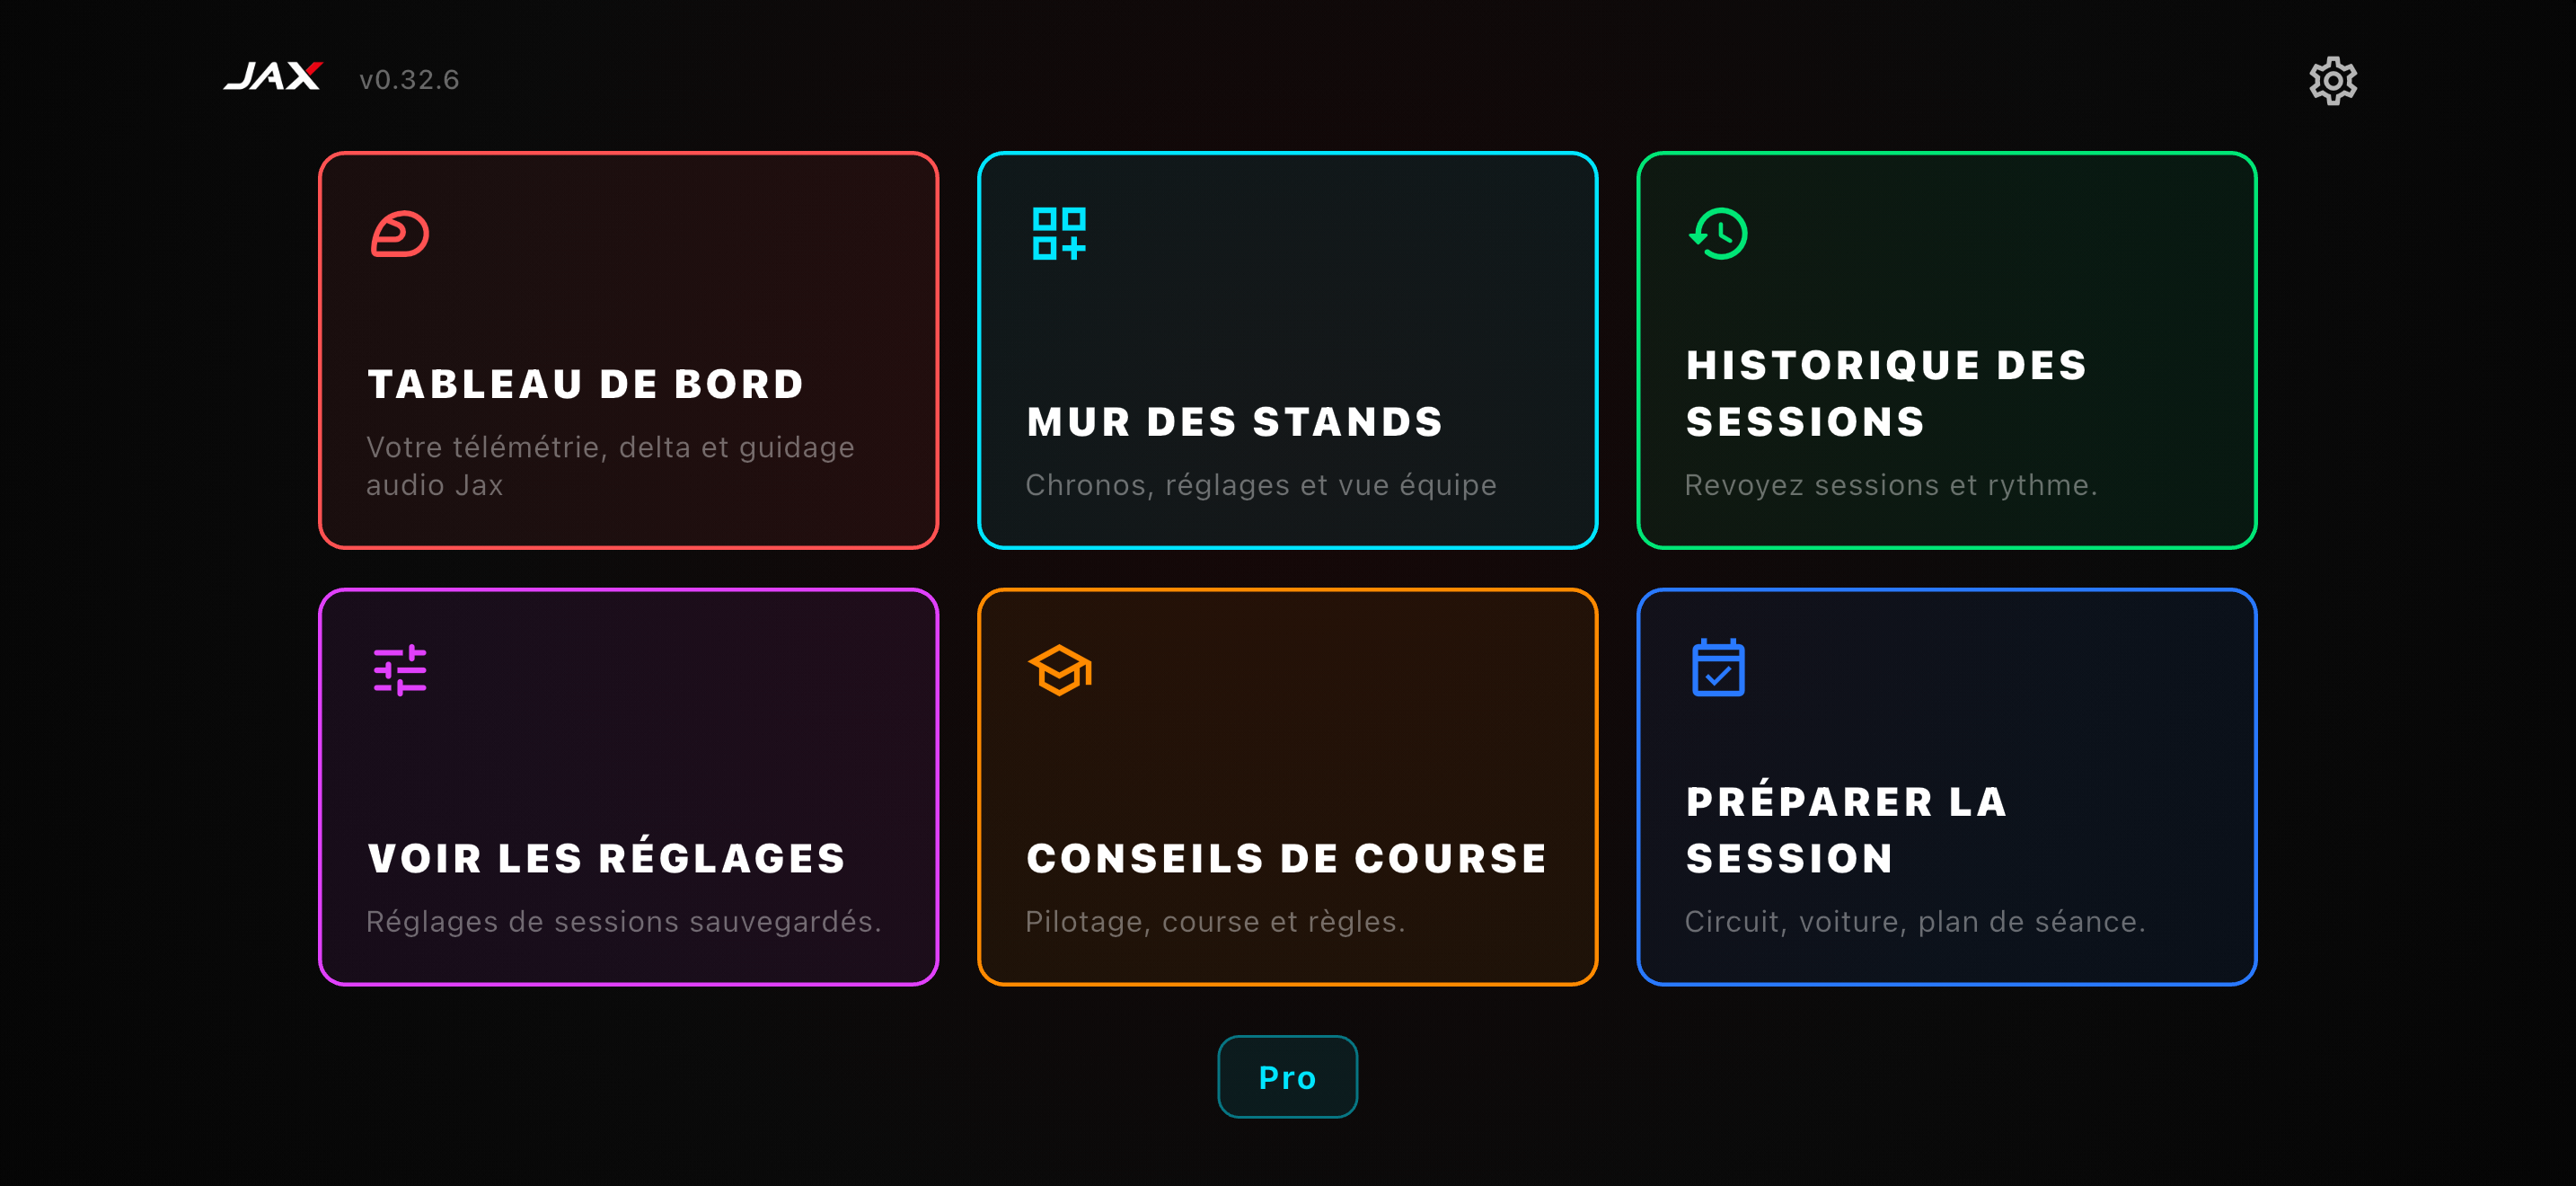 JAX v0.32.6
TABLEAU DE BORD
Votre télémétrie, delta et guidage
audio Jax
MUR DES STANDS
Chronos, réglages et vue équipe
HISTORIQUE DES
SESSIONS
Revoyez sessions et rythme.
VOIR LES RÉGLAGES
Réglages de sessions sauvegardés.
CONSEILS DE COURSE
Pilotage, course et règles.
PRÉPARER LA
SESSION
Circuit, voiture, plan de séance.
Pro